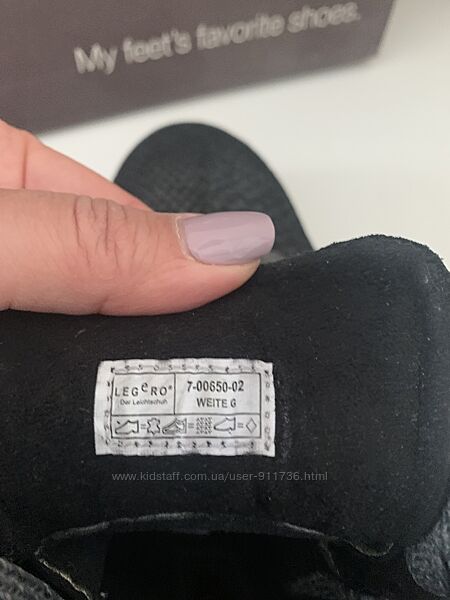 My feet's favorite shoes.
LEGeRO®
Der Leichtschuh
7-00650-02
WEITE G
www.kidstaff.com.ua/user-911736.html